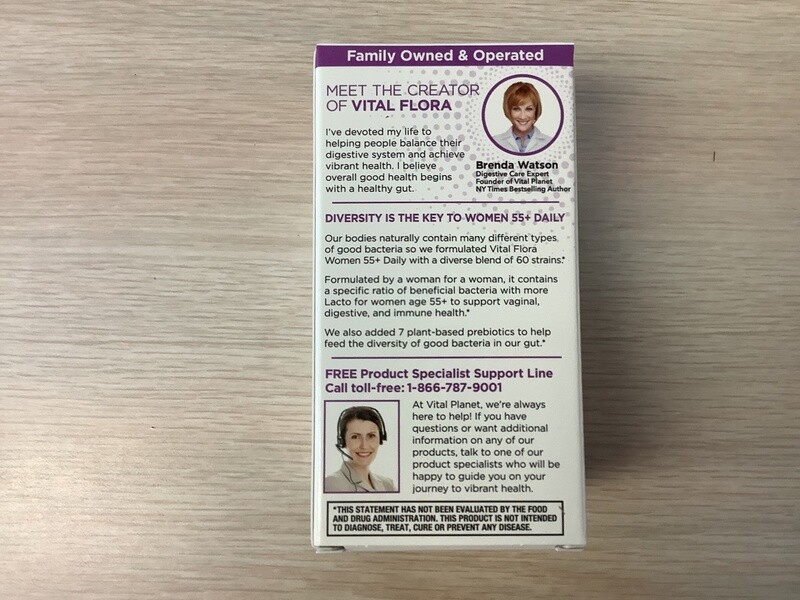 Family Owned & Operated
MEET THE CREATOR
OF VITAL FLORA
I've devoted my life to
helping people balance their
digestive system and achieve
vibrant health. I believe
overall good health begins
with a healthy gut.
Brenda Watson
Digestive Care Expert
Founder of Vital Planet
NY Times Bestselling Author
DIVERSITY IS THE KEY TO WOMEN 55+ DAILY
Our bodies naturally contain many different types
of good bacteria so we formulated Vital Flora
Women 55+ Daily with a diverse blend of 60 strains.*
Formulated by a woman for a woman, it contains
a specific ratio of beneficial bacteria with more
Lacto for women age 55+ to support vaginal,
digestive, and immune health.*
We also added 7 plant-based prebiotics to help
feed the diversity of good bacteria in our gut.*
FREE Product Specialist Support Line
Call toll-free: 1-866-787-9001
At Vital Planet, we're always
here to help! If you have
questions or want additional
information on any of our
products, talk to one of our
product specialists who will be
happy to guide you on your
journey to vibrant health.
*THIS STATEMENT HAS NOT BEEN EVALUATED BY THE FOOD
AND DRUG ADMINISTRATION. THIS PRODUCT IS NOT INTENDED
TO DIAGNOSE, TREAT, CURE OR PREVENT ANY DISEASE.